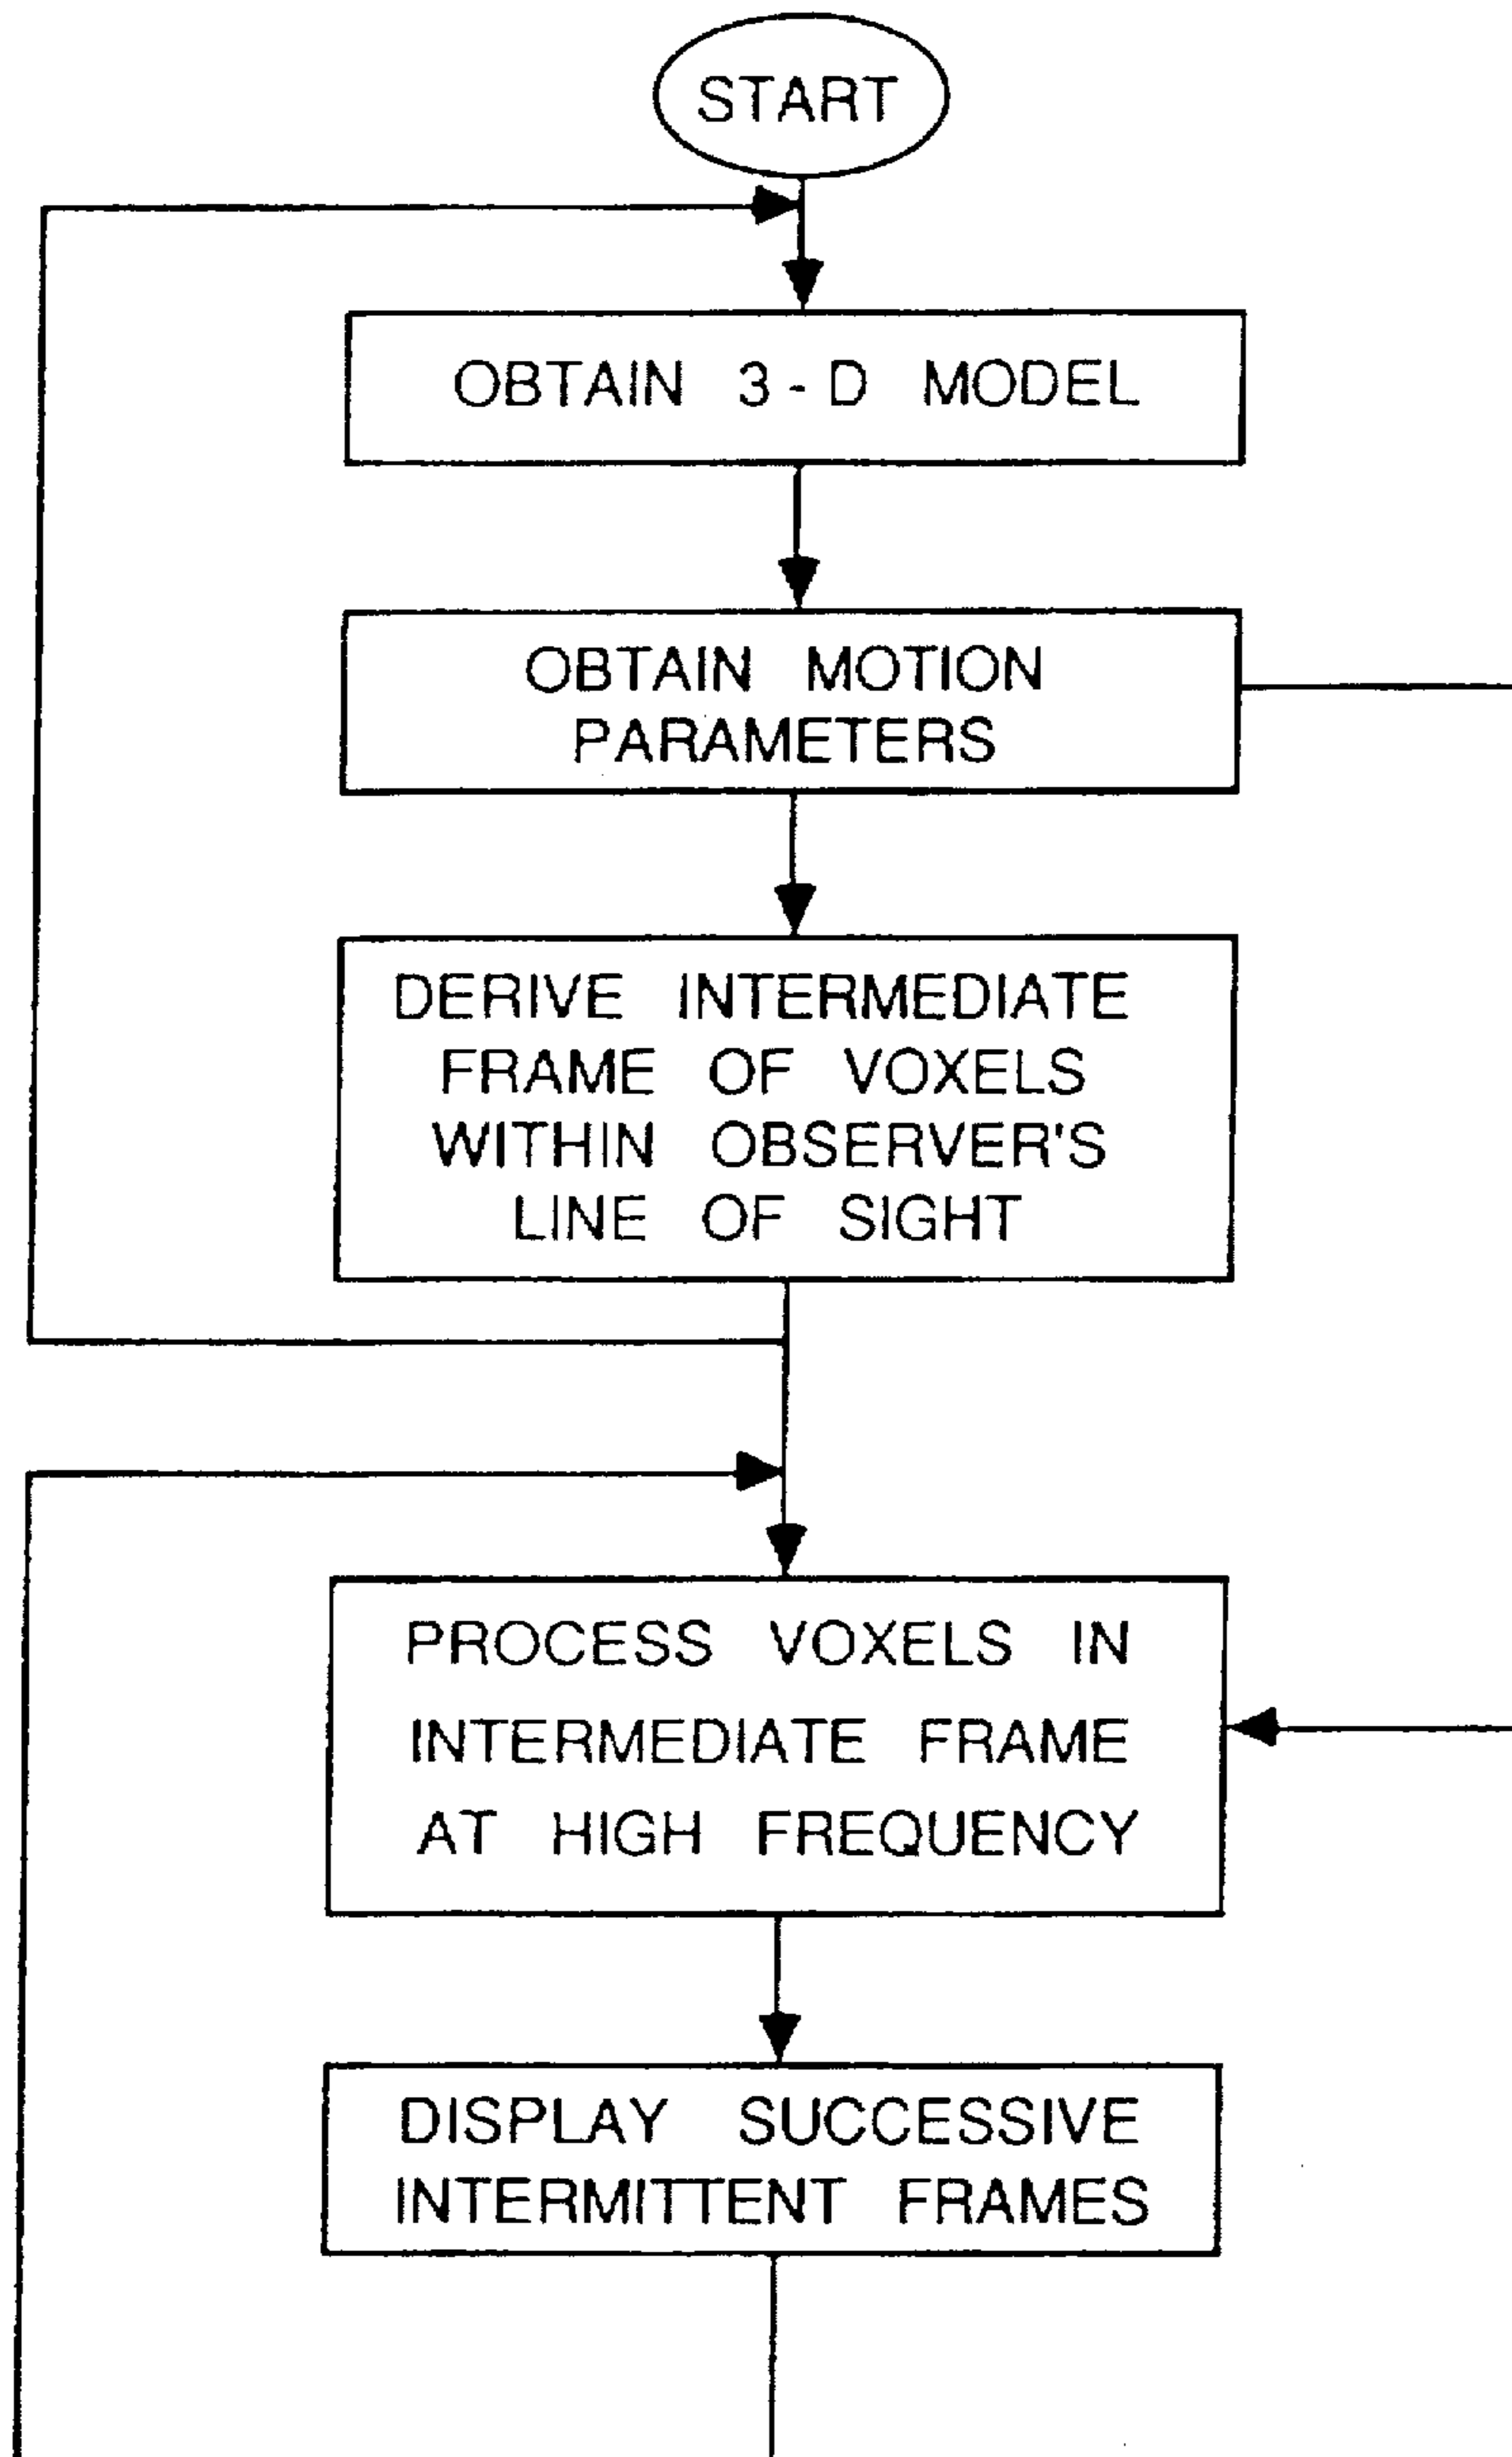 START
OBTAIN 3-D MODEL
OBTAIN MOTION
PARAMETERS
DERIVE INTERMEDIATE
FRAME OF VOXELS
WITHIN OBSERVER'S
LINE OF SIGHT
PROCESS VOXELS IN
INTERMEDIATE FRAME
AT HIGH FREQUENCY
DISPLAY SUCCESSIVE
INTERMITTENT FRAMES